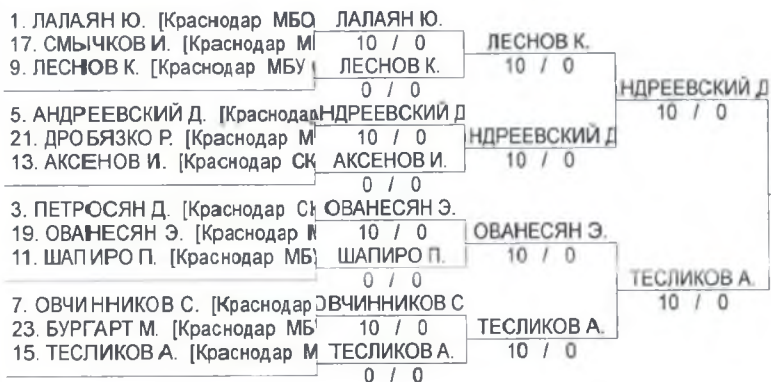 1. ЛАЛАЯН Ю. [Краснодар МБО
17. СМЫЧКОВ И. [Краснодар М
9. ЛЕСНОВ К. [Краснодар МБУ
5. АНДРЕЕВСКИЙ Д. [Краснодар
21. ДРОБЯЗКО Р. [Краснодар М
13. АКСЕНОВ И. [Краснодар СК
3. ПЕТРОСЯН Д. [Краснодар СК
19. ОВАНЕСЯН Э. [Краснодар М
11. ШАПИРО П. [Краснодар МБУ
7. ОВЧИННИКОВ С. [Краснодар
23. БУРГАРТ М. [Краснодар МБ
15. ТЕСЛИКОВ А. [Краснодар М
ЛАЛАЯН Ю.
10 / 0
ЛЕСНОВ К.
0 / 0
НДРЕЕВСКИЙ Д
10 / 0
АКСЕНОВ И.
0 / 0
ОВАНЕСЯН Э.
10 / 0
ШАПИРО П.
0 / 0
ОВЧИННИКОВ С
10 / 0
ТЕСЛИКОВ А.
0 / 0
ЛЕСНОВ К.
10 / 0
НДРЕЕВСКИЙ Д
10 / 0
ОВАНЕСЯН Э.
10 / 0
ТЕСЛИКОВ А.
10 / 0
НДРЕЕВСКИЙ Д
10 / 0
ТЕСЛИКОВ А.
10 / 0